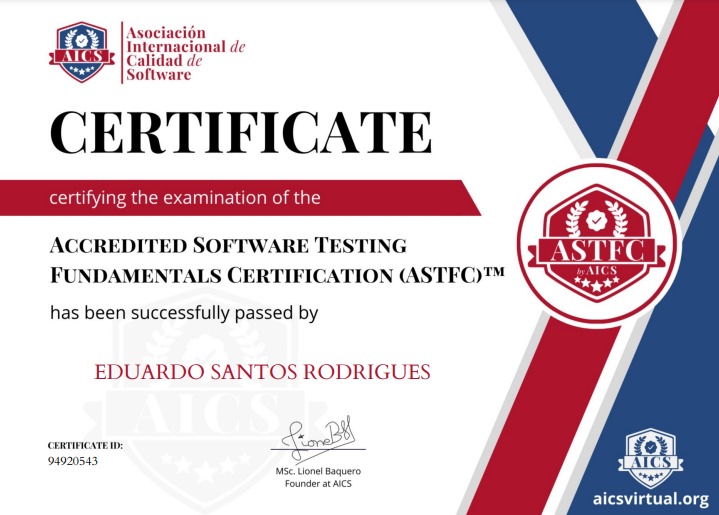 AICS
Asociación
Internacional de
Calidad de
Software
CERTIFICATE
certifying the examination of the
ACCREDITED SOFTWARE TESTING
FUNDAMENTALS CERTIFICATION (ASTFC)™
has been successfully passed by
EDUARDO SANTOS RODRIGUES
AICS
CERTIFICATE ID:
94920543
MSc. Lionel Baquero
Founder at AICS
ASTFC
by AICS
AICS
aicsvirtual.org